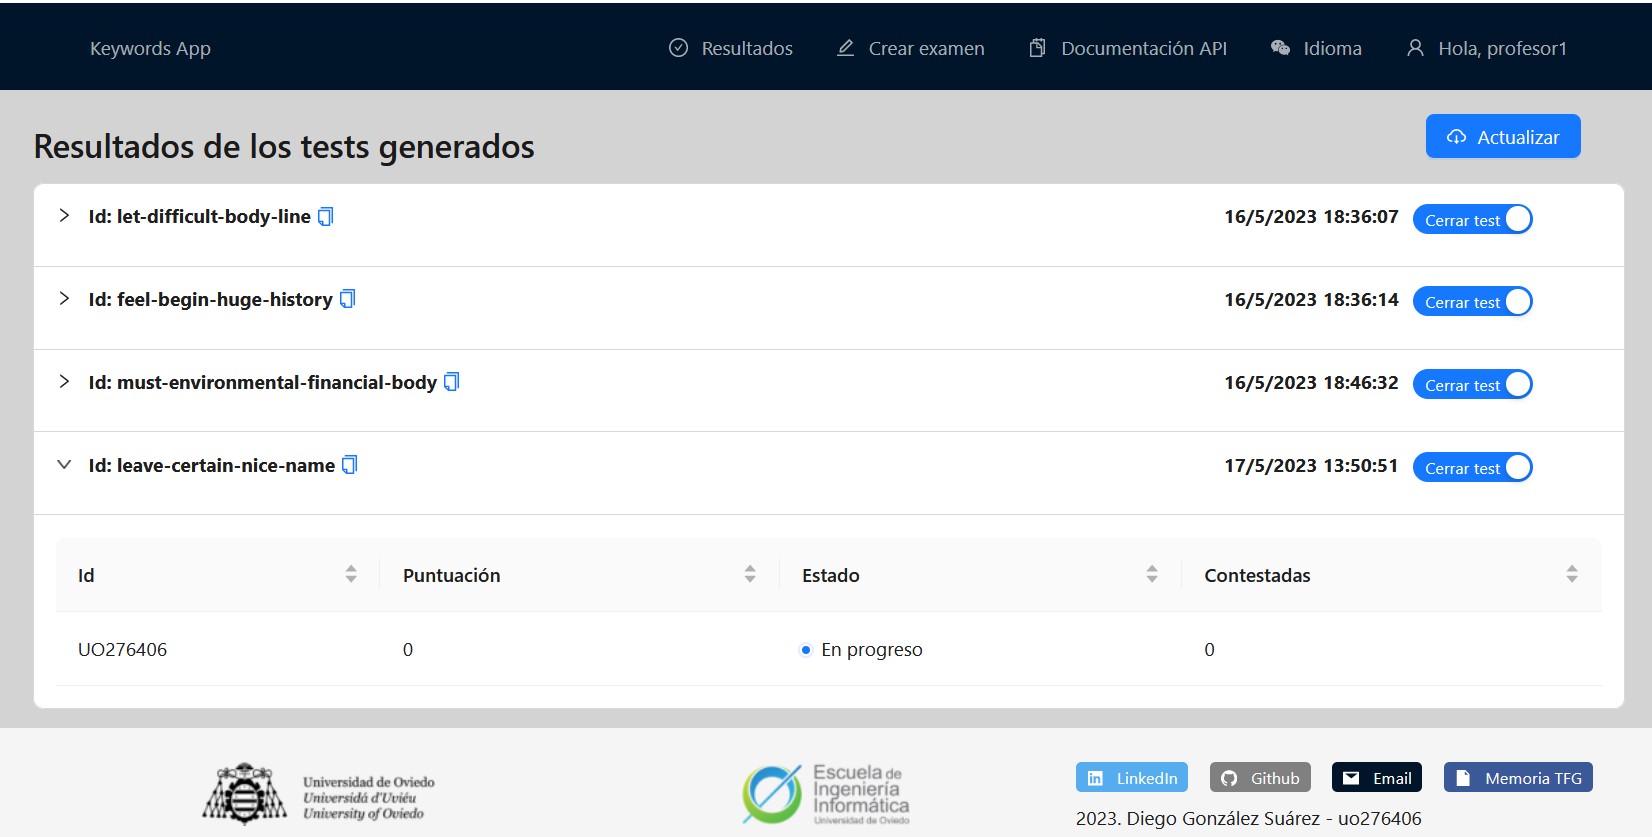 Keywords App Resultados Crear examen Documentación API Idioma Hola, profesor1
Resultados de los tests generados Actualizar
Id: let-difficult-body-line 16/5/2023 18:36:07 Cerrar test
Id: feel-begin-huge-history 16/5/2023 18:36:14 Cerrar test
Id: must-environmental-financial-body 16/5/2023 18:46:32 Cerrar test
Id: leave-certain-nice-name 17/5/2023 13:50:51 Cerrar test
Id Puntuación Estado Contestadas
UO276406 0 En progreso 0
Universidad de Oviedo
Universidá d'Uviéu
University of Oviedo
Escuela de
Ingeniería
Informática
Universidad de Oviedo
LinkedIn Github Email Memoria TFG
2023. Diego González Suárez - uo276406